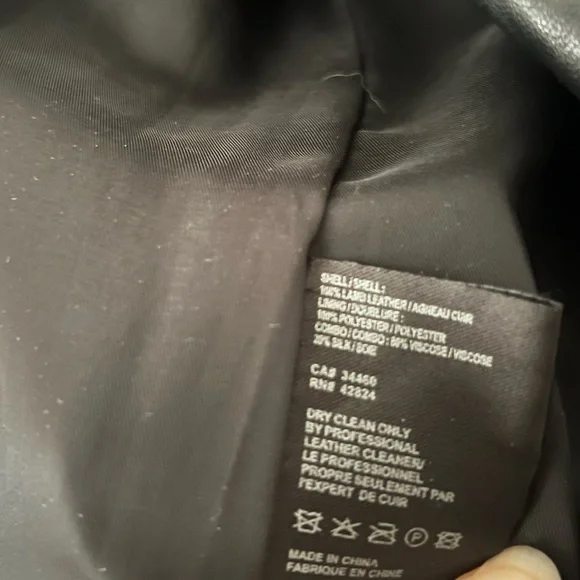 SHELL/SHELL:
100% LAMB LEATHER/AGNEAU CUIR
LINING/DOUBLURE:
100% POLYESTER/POLYESTER
COMBO/COMBO: 80% VISCOSE/VISCOSE
20% SILK/SOIE
CA# 34460
RN# 42824
DRY CLEAN ONLY
BY PROFESSIONAL
LEATHER CLEANER/
LE PROFESSIONNEL
PROPRE SEULEMENT PAR
l'EXPERT DE CUIR
P
MADE IN CHINA
FABRIQUE EN CHINE